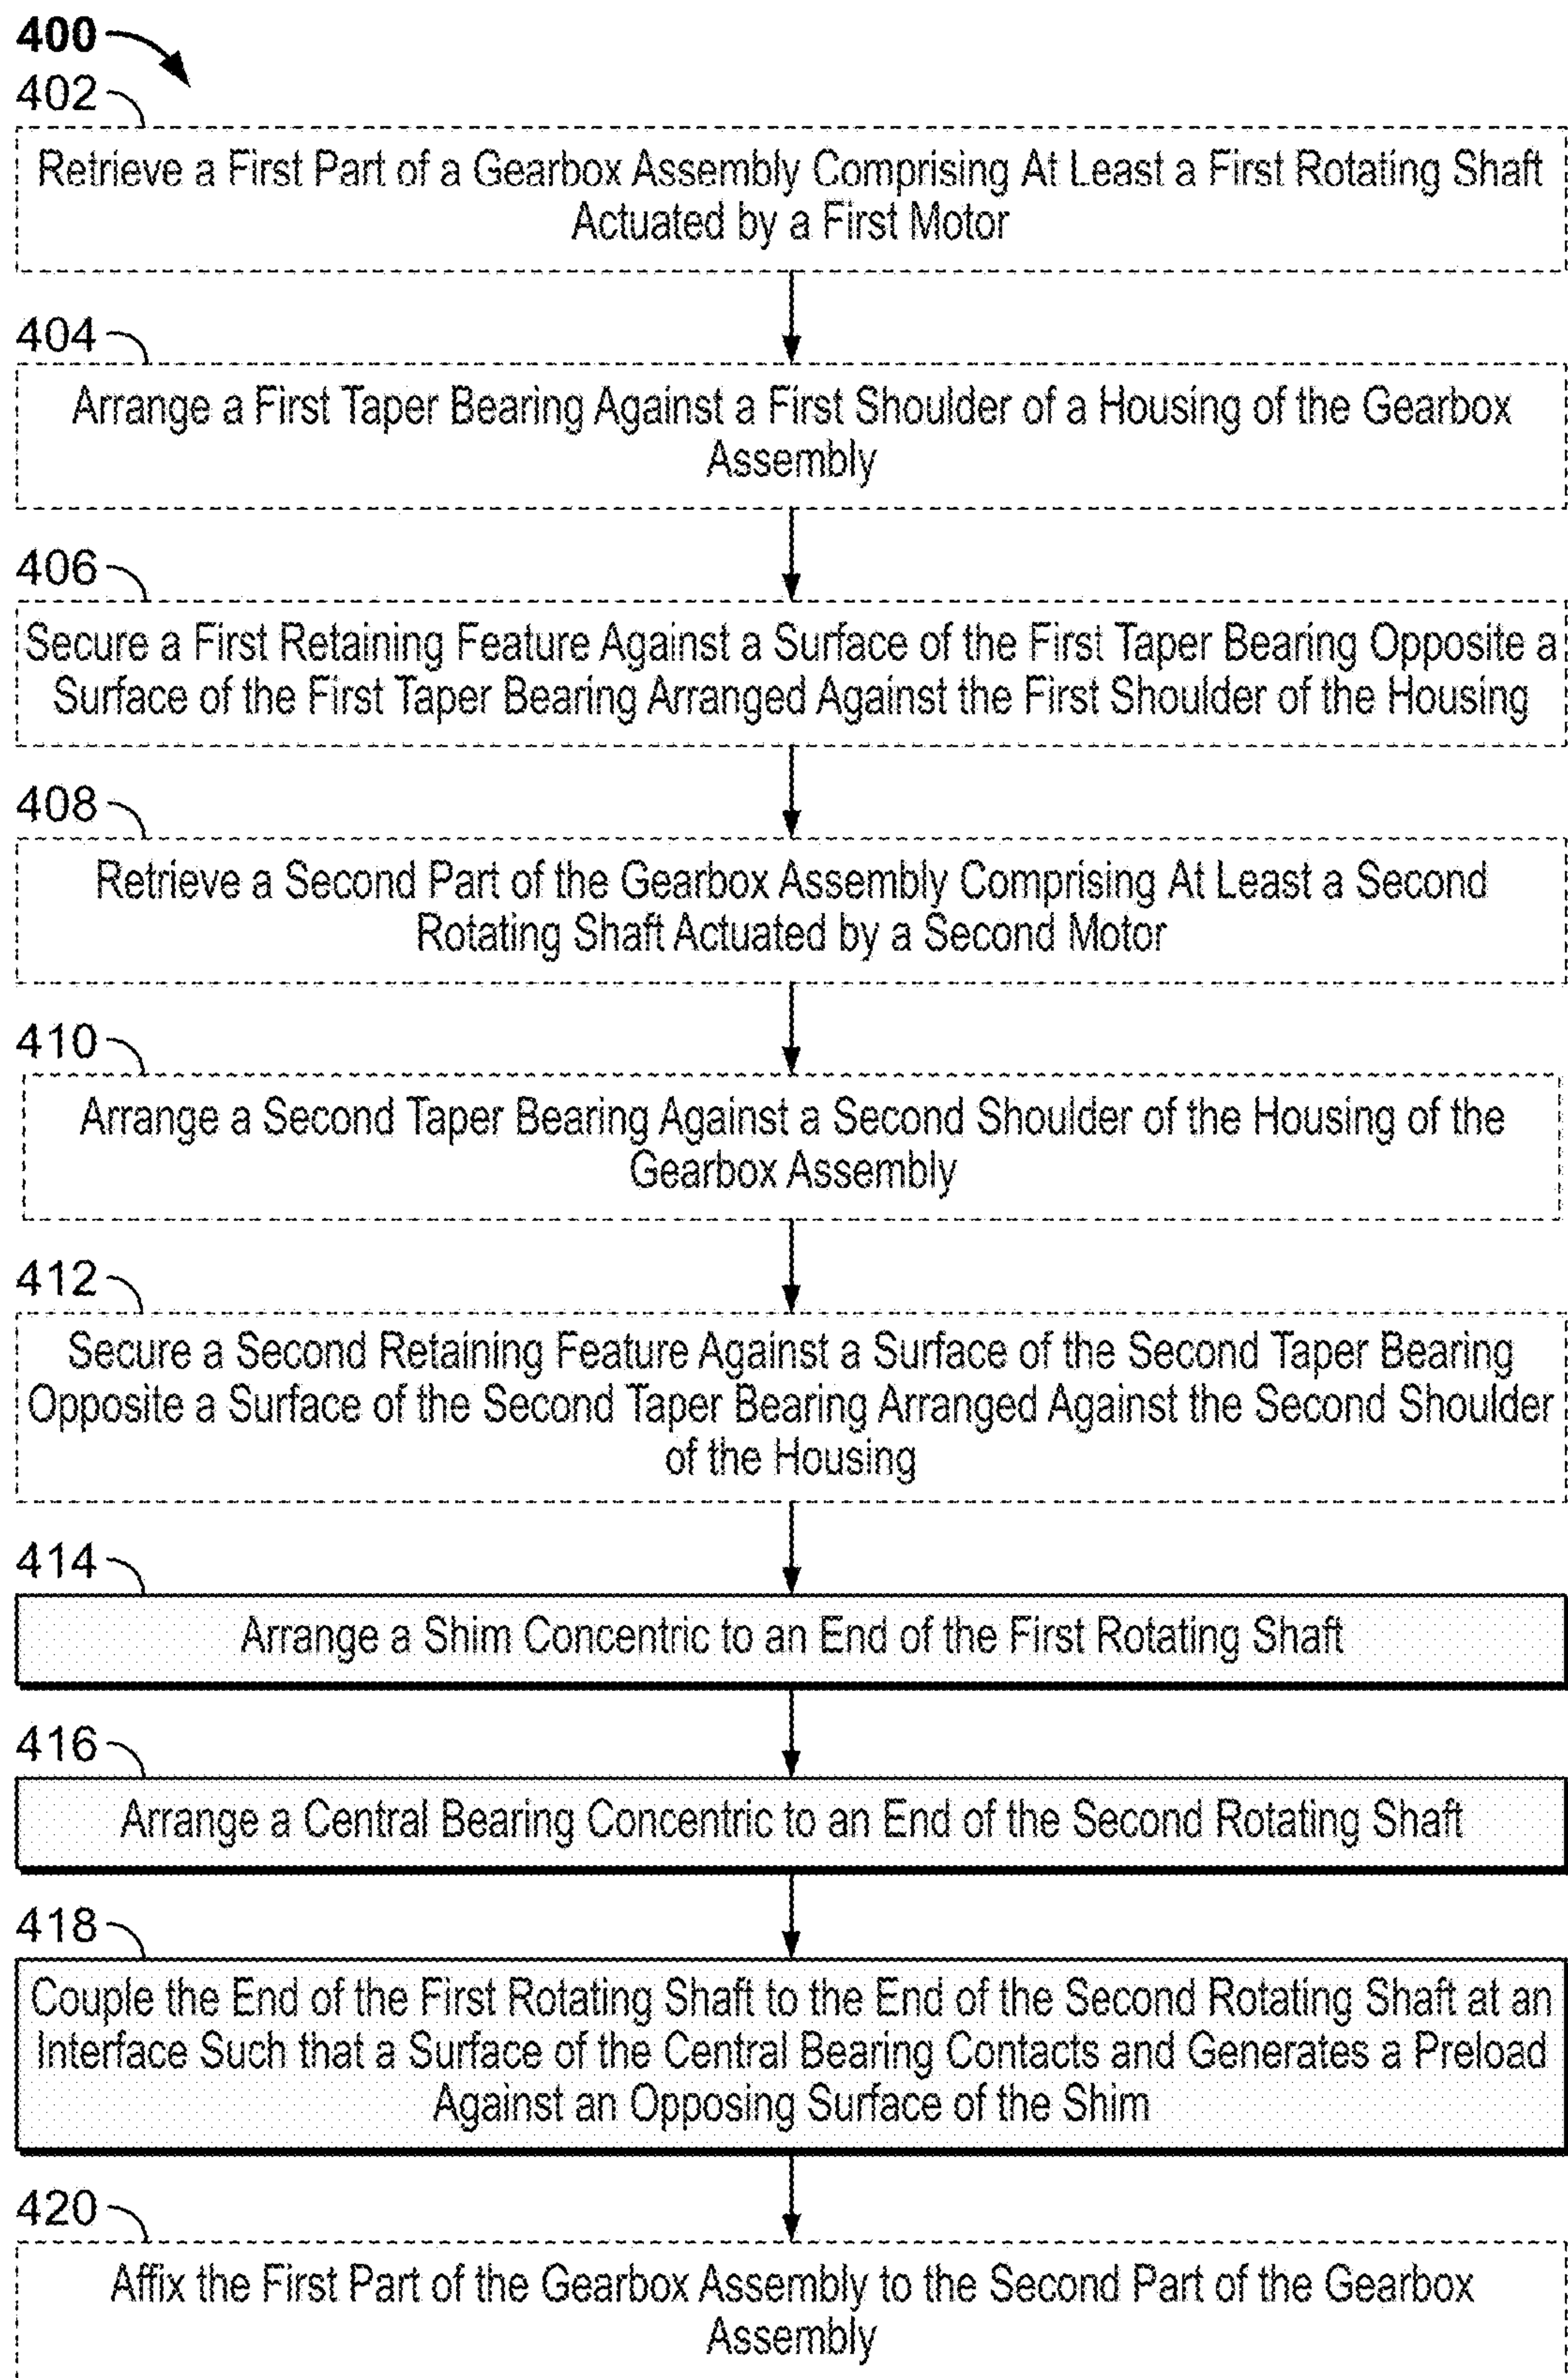 400
402
Retrieve a First Part of a Gearbox Assembly Comprising At Least a First Rotating Shaft
Actuated by a First Motor
404
Arrange a First Taper Bearing Against a First Shoulder of a Housing of the Gearbox
Assembly
406
Secure a First Retaining Feature Against a Surface of the First Taper Bearing Opposite a
Surface of the First Taper Bearing Arranged Against the First Shoulder of the Housing
408
Retrieve a Second Part of the Gearbox Assembly Comprising At Least a Second
Rotating Shaft Actuated by a Second Motor
410
Arrange a Second Taper Bearing Against a Second Shoulder of the Housing of the
Gearbox Assembly
412
Secure a Second Retaining Feature Against a Surface of the Second Taper Bearing
Opposite a Surface of the Second Taper Bearing Arranged Against the Second Shoulder
of the Housing
414
Arrange a Shim Concentric to an End of the First Rotating Shaft
416
Arrange a Central Bearing Concentric to an End of the Second Rotating Shaft
418
Couple the End of the First Rotating Shaft to the End of the Second Rotating Shaft at an
Interface Such that a Surface of the Central Bearing Contacts and Generates a Preload
Against an Opposing Surface of the Shim
420
Affix the First Part of the Gearbox Assembly to the Second Part of the Gearbox
Assembly